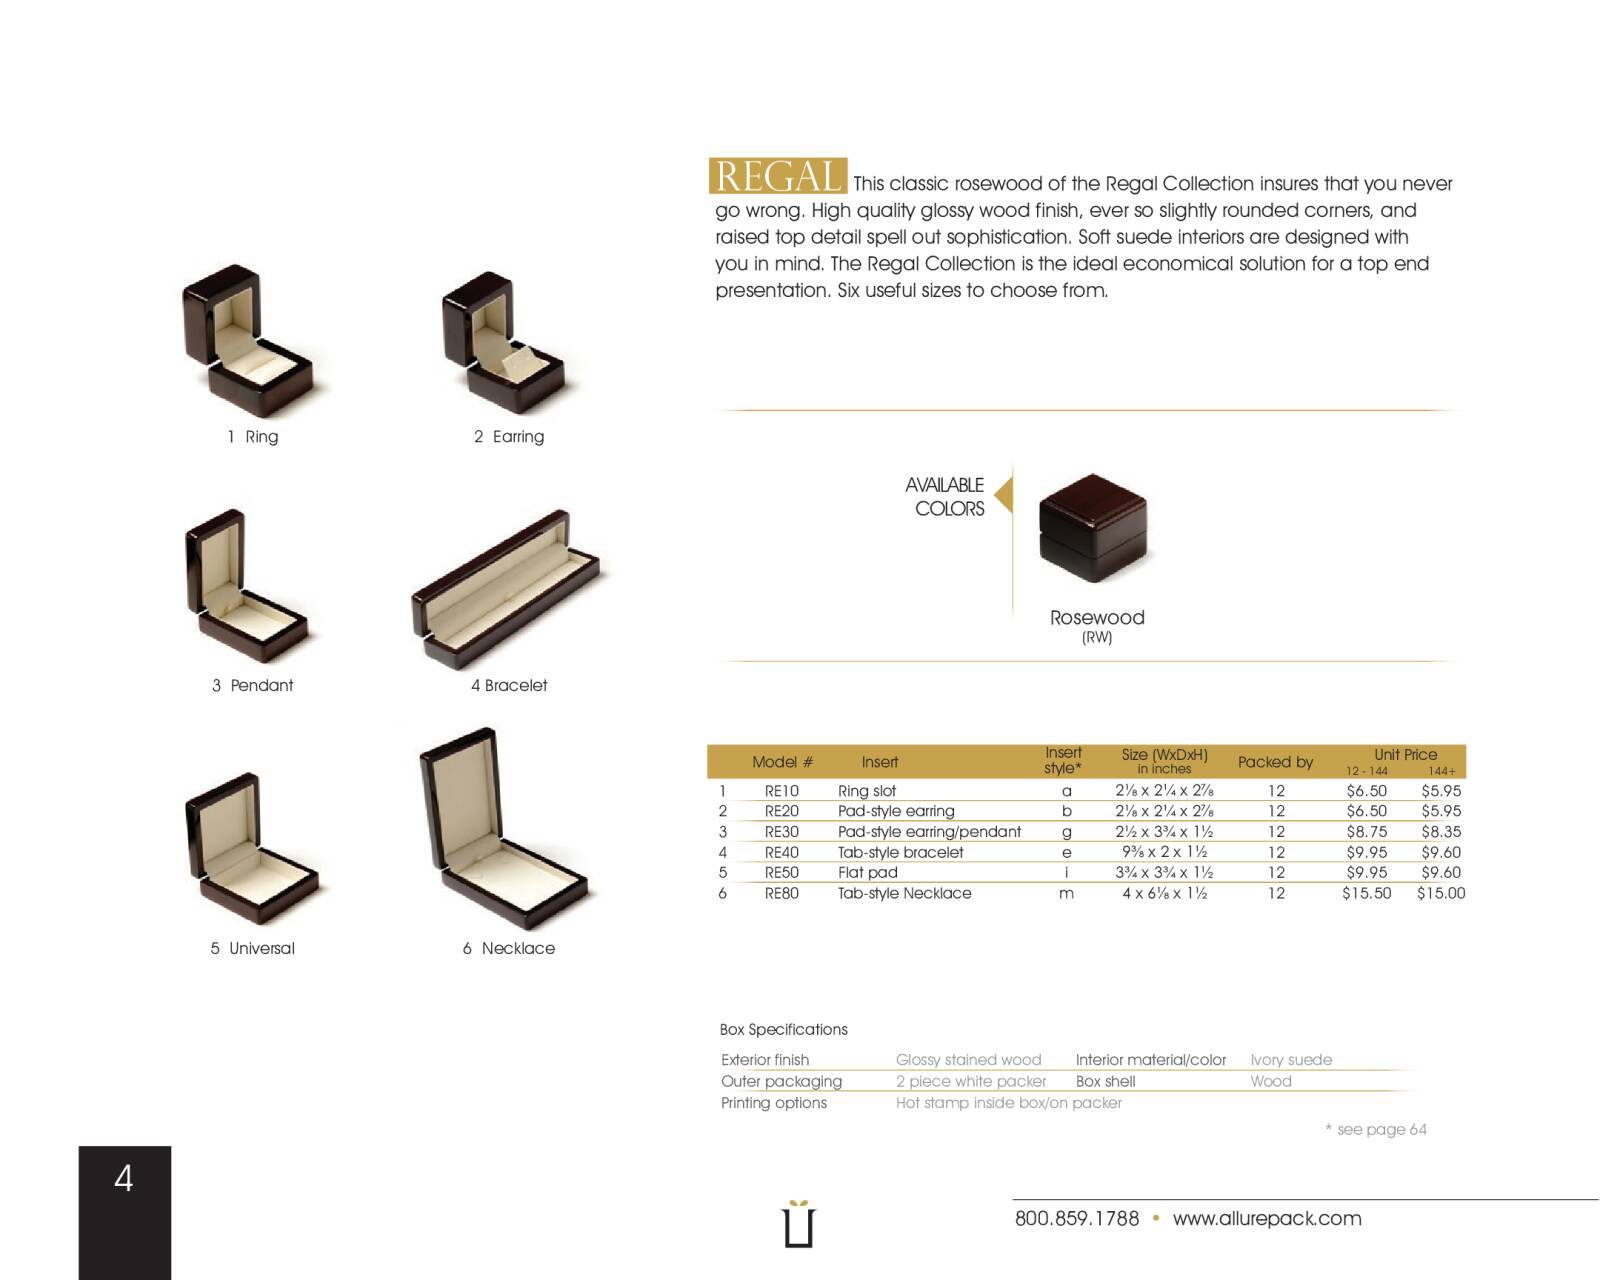 REGAL This classic rosewood of the Regal Collection insures that you never
go wrong. High quality glossy wood finish, ever so slightly rounded corners, and
raised top detail spell out sophistication. Soft suede interiors are designed with
you in mind. The Regal Collection is the ideal economical solution for a top end
presentation. Six useful sizes to choose from.
1 Ring
2 Earring
3 Pendant
4 Bracelet
5 Universal
6 Necklace
AVAILABLE
COLORS
Rosewood
(RW)
Model # Insert Insert style* Size (WxDxH) in inches Packed by Unit Price 12 - 144 144+
1 RE10 Ring slot a 2⅛ x 2¼ x 2⅞ 12 $6.50 $5.95
2 RE20 Pad-style earring b 2⅛ x 2¼ x 2⅞ 12 $6.50 $5.95
3 RE30 Pad-style earring/pendant g 2½ x 3¾ x 1½ 12 $8.75 $8.35
4 RE40 Tab-style bracelet e 9⅜ x 2 x 1½ 12 $9.95 $9.60
5 RE50 Flat pad i 3¾ x 3¾ x 1½ 12 $9.95 $9.60
6 RE80 Tab-style Necklace m 4 x 6⅛ x 1½ 12 $15.50 $15.00
Box Specifications
Exterior finish Glossy stained wood Interior material/color Ivory suede
Outer packaging 2 piece white packer Box shell Wood
Printing options Hot stamp inside box/on packer
* see page 64
4
800.859.1788 • www.allurepack.com